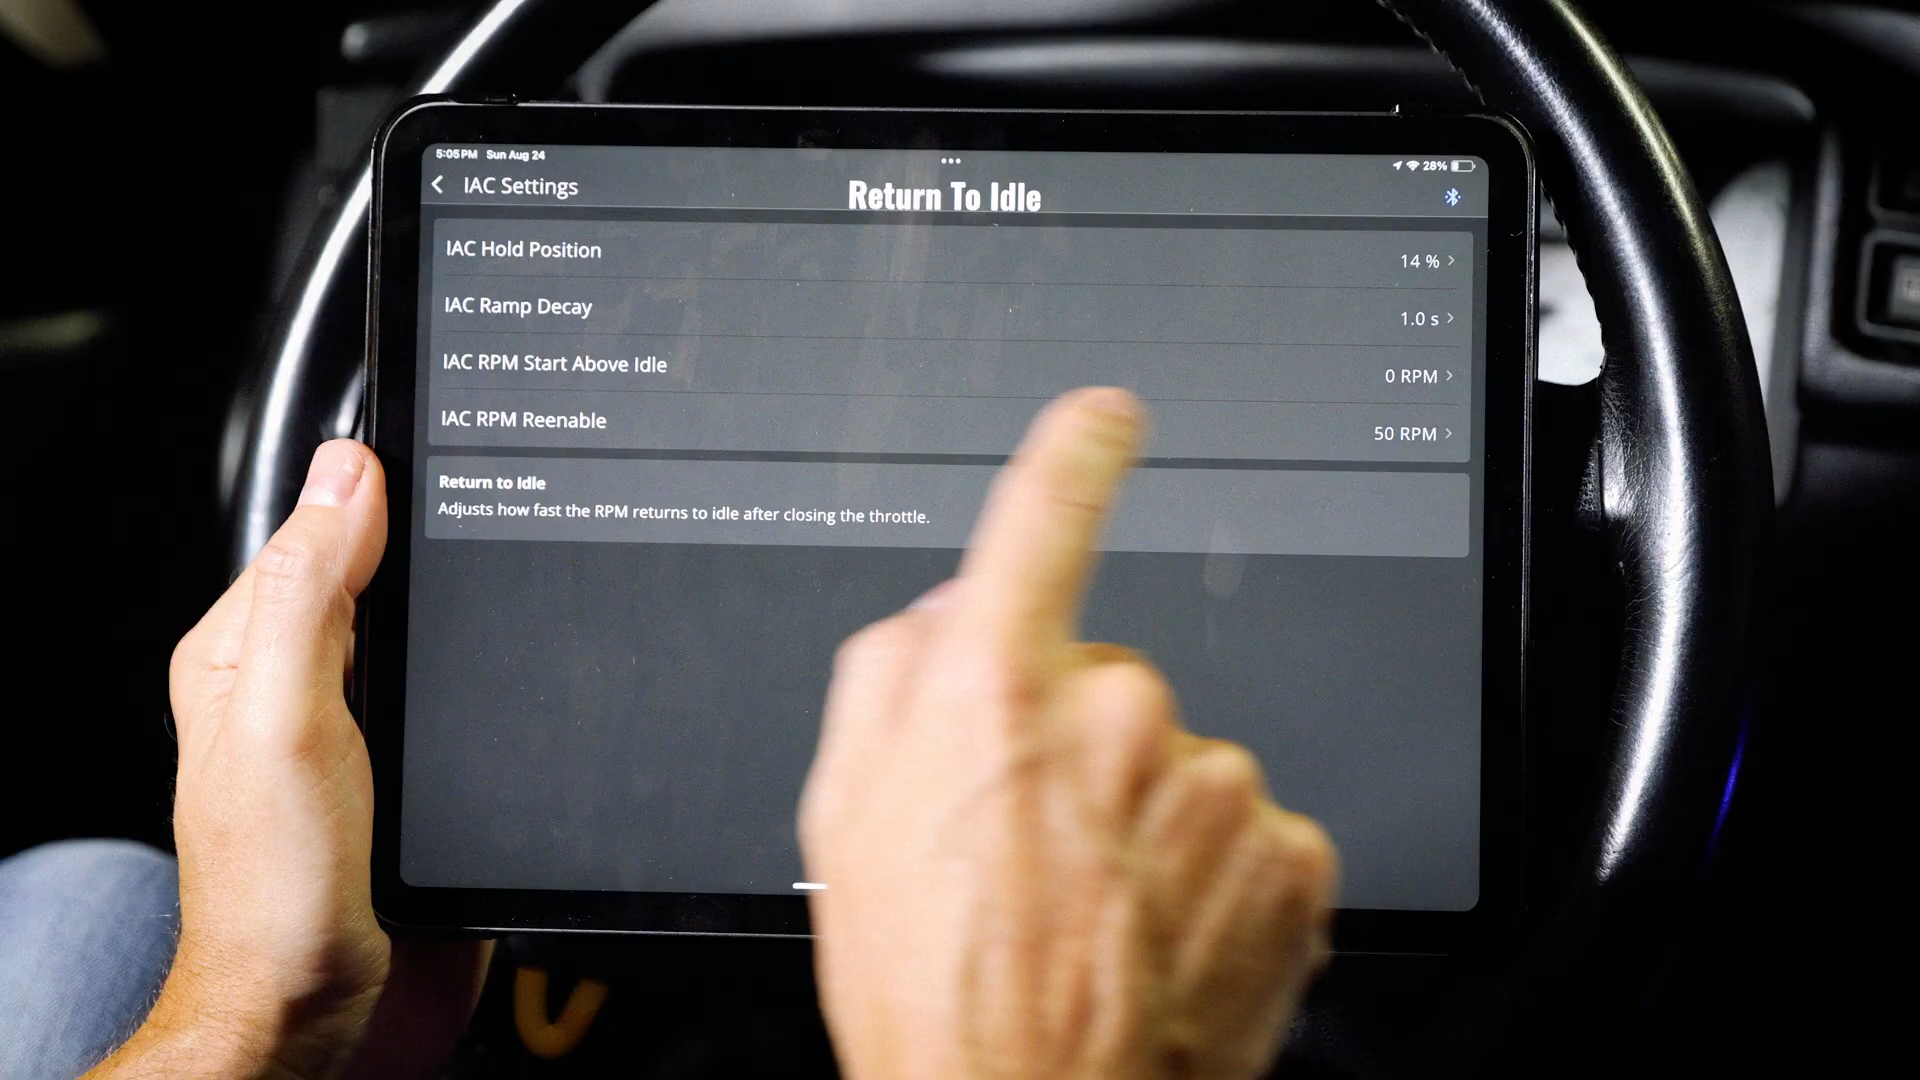 5:05 PM Sun Aug 24
28%
IAC Settings
Return To Idle
IAC Hold Position
14 %
IAC Ramp Decay
1.0 s
IAC RPM Start Above Idle
0 RPM
IAC RPM Reenable
50 RPM
Return to Idle
Adjusts how fast the RPM returns to idle after closing the throttle.